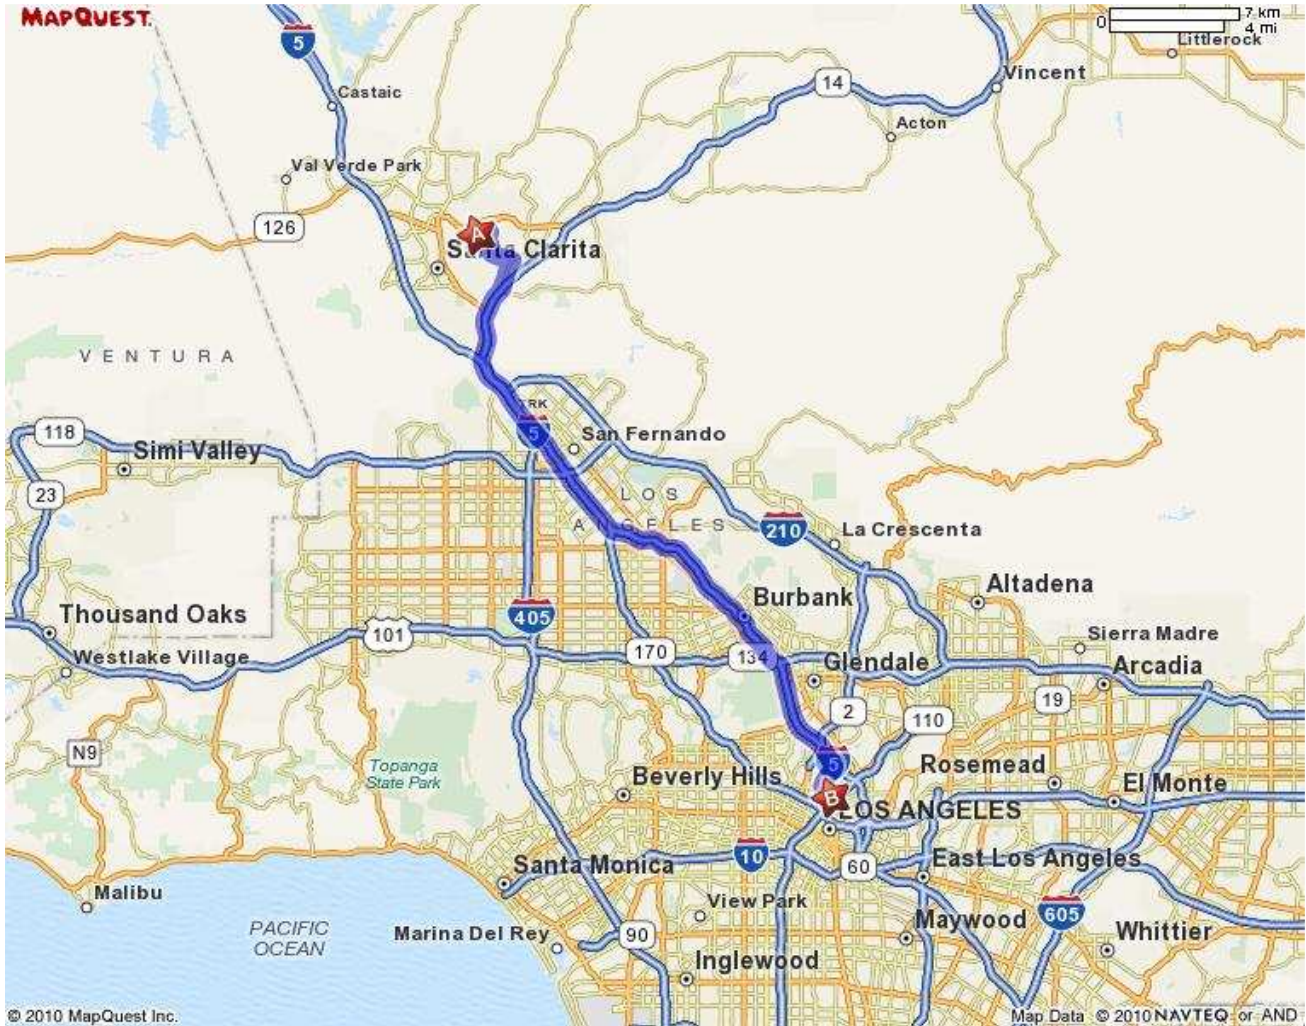 MAPQUEST.
0
7 km
4 mi
5
Littlerock
14
Vincent
Castaic
Acton
Val Verde Park
126
A
Santa Clarita
VENTURA
5
118
San Fernando
Simi Valley
23
LOS
ANGELES
210
La Crescenta
Altadena
Burbank
Thousand Oaks
405
101
Sierra Madre
170
134
Westlake Village
Glendale
Arcadia
19
2
110
N9
5
Topanga
State Park
Beverly Hills
Rosemead
El Monte
B
LOS ANGELES
10
Santa Monica
60
East Los Angeles
Malibu
View Park
605
PACIFIC
OCEAN
Marina Del Rey
90
Maywood
Whittier
Inglewood
© 2010 MapQuest Inc.
Map Data © 2010 NAVTEQ or AND